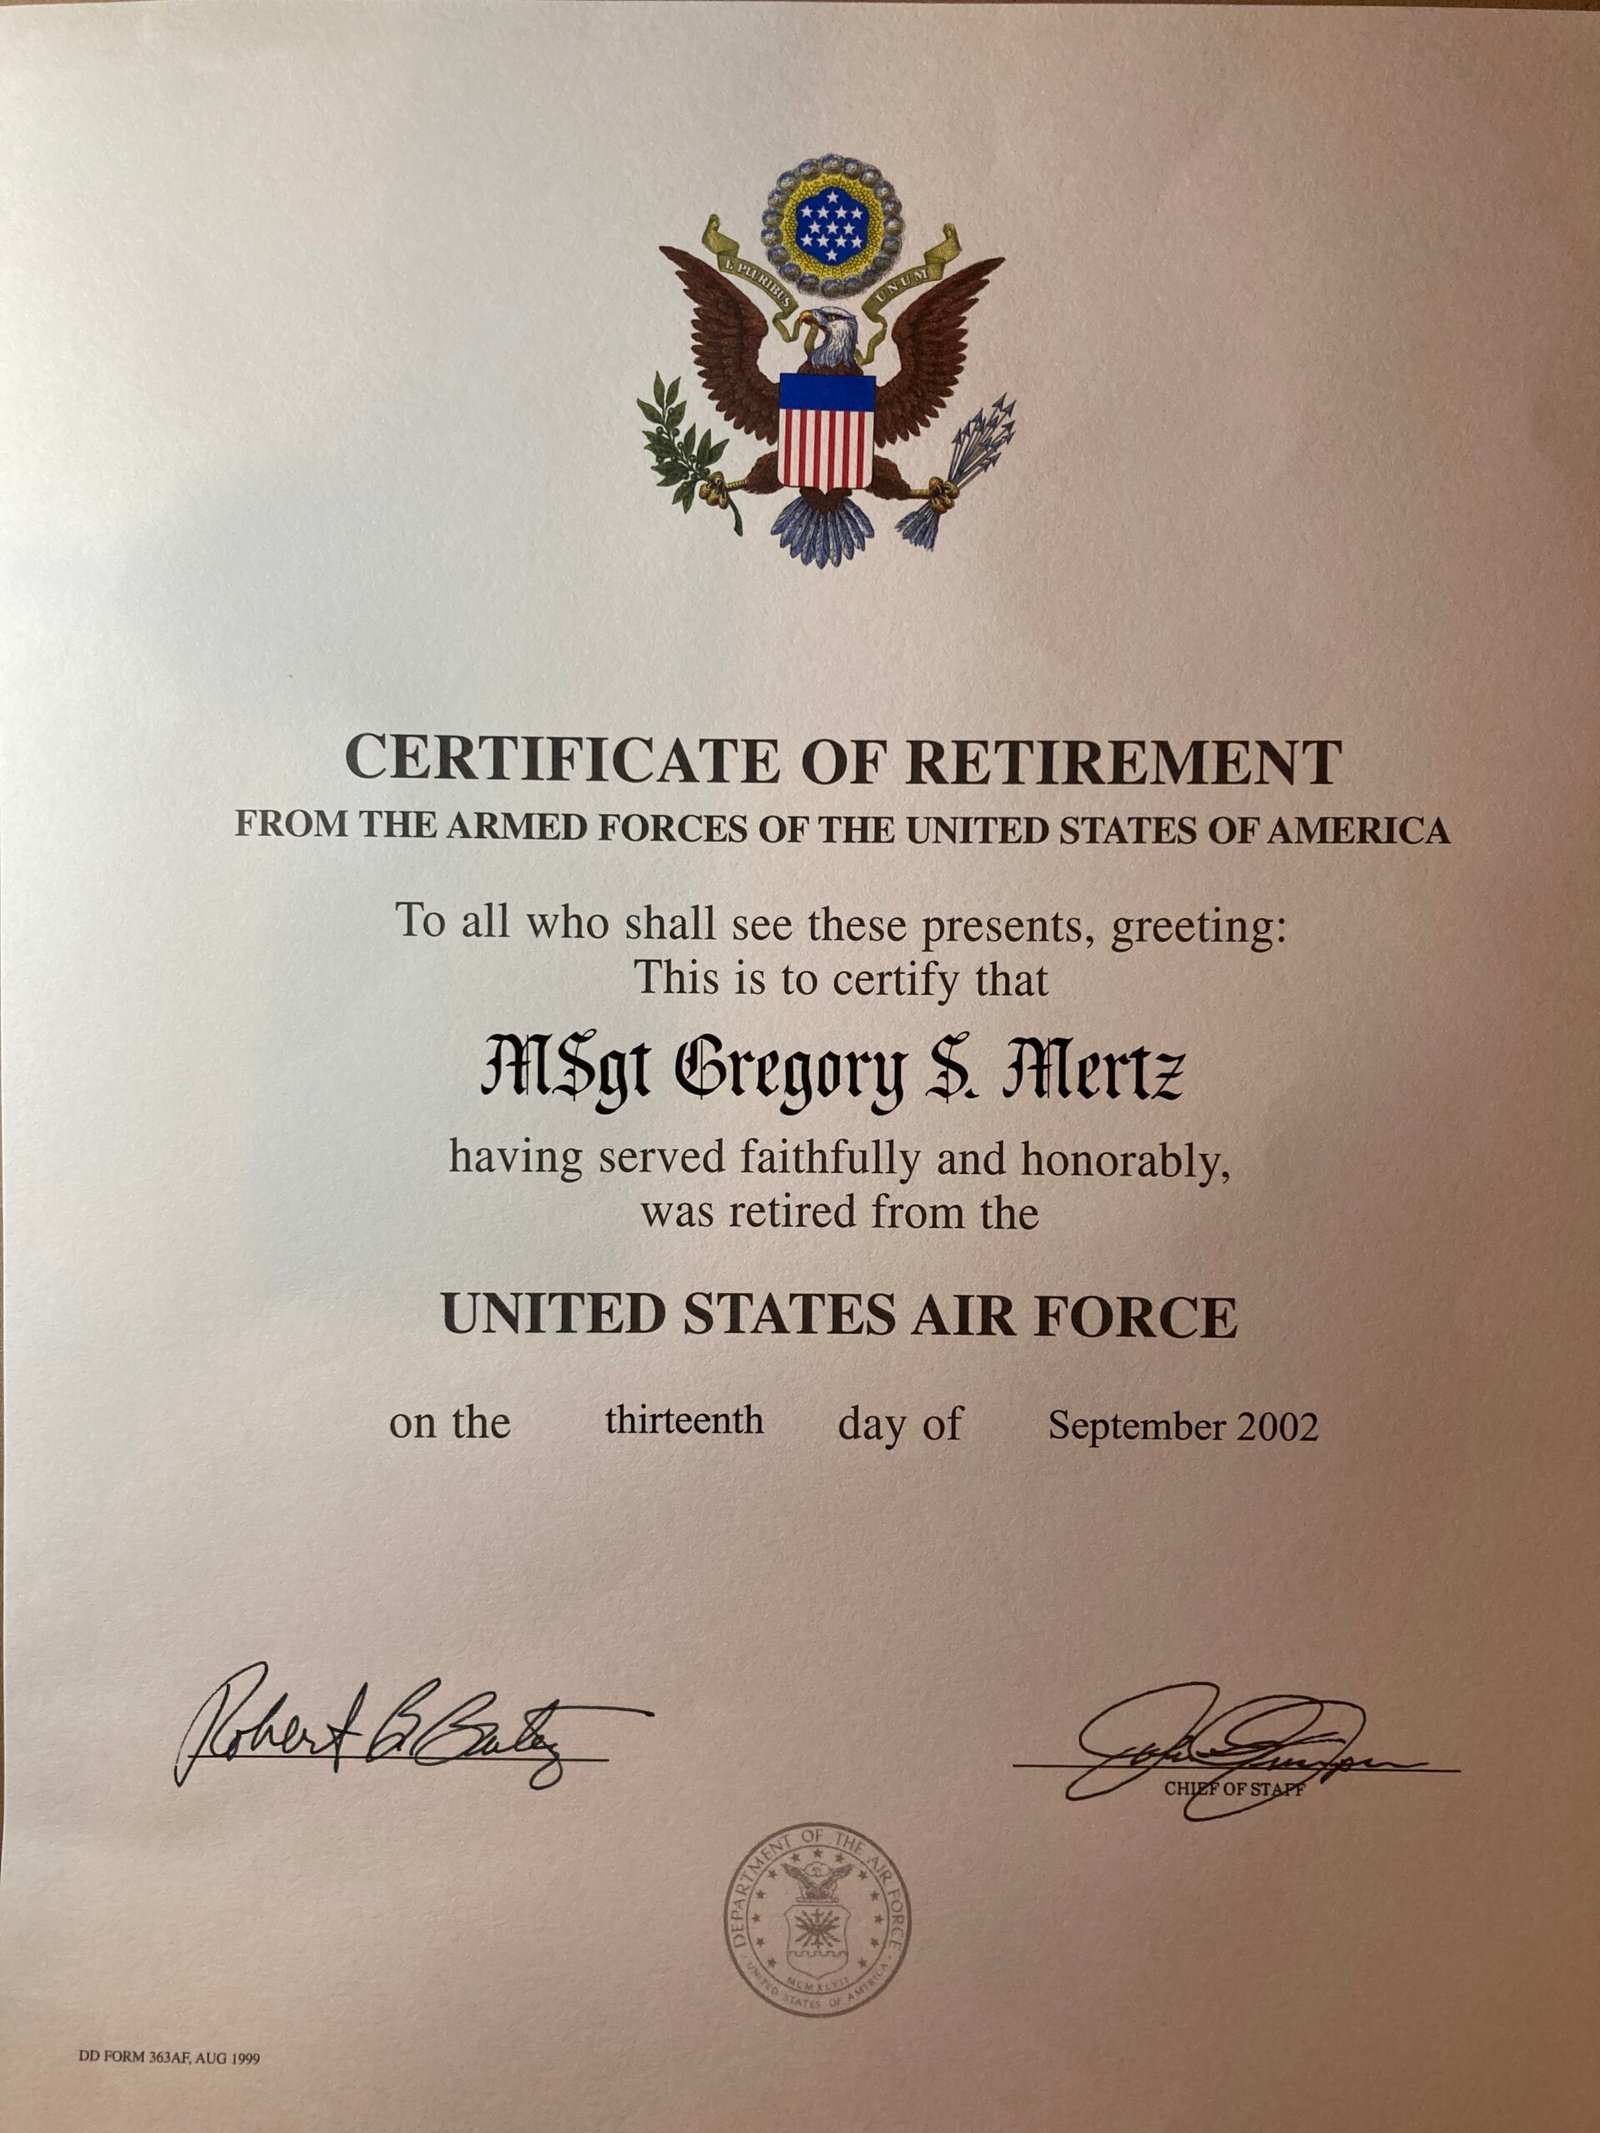 E PLURIBUS UNUM
CERTIFICATE OF RETIREMENT
FROM THE ARMED FORCES OF THE UNITED STATES OF AMERICA
To all who shall see these presents, greeting:
This is to certify that
MSgt Gregory S. Mertz
having served faithfully and honorably,
was retired from the
UNITED STATES AIR FORCE
on the thirteenth day of September 2002
Robert B Batey
CHIEF OF STAFF
DEPARTMENT OF THE AIR FORCE
MCMXLVII
UNITED STATES OF AMERICA
DD FORM 363AF, AUG 1999